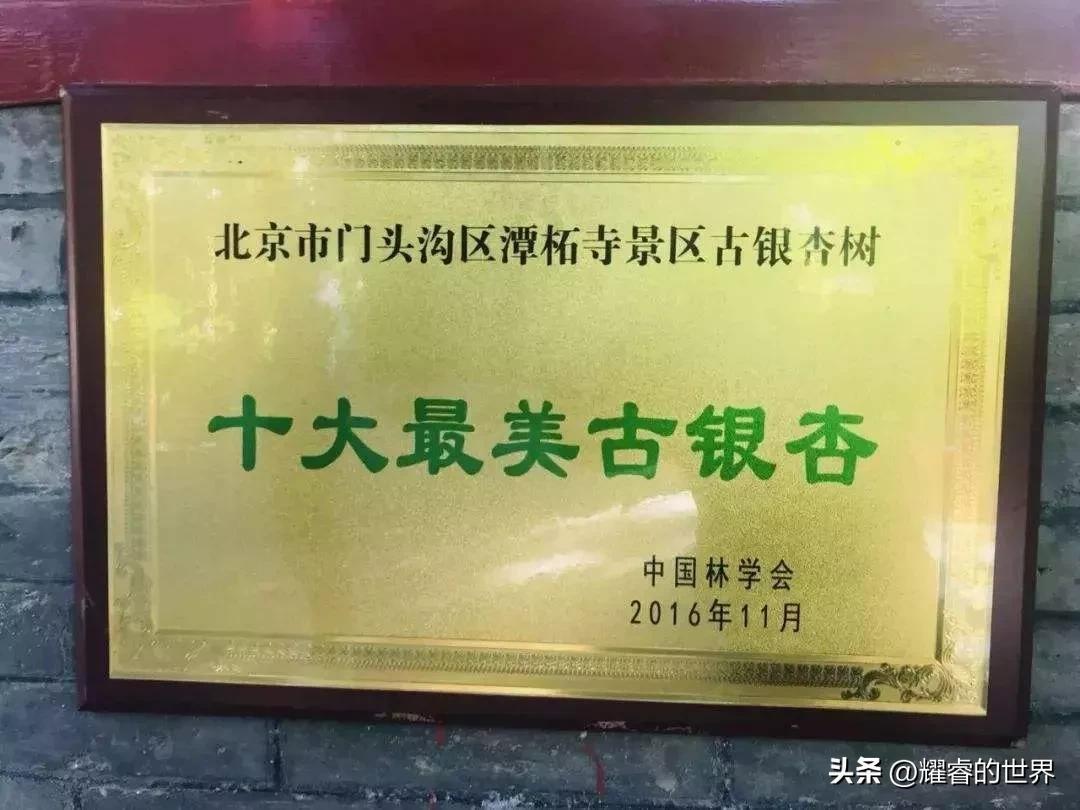 北京市门头沟区潭柘寺景区古银杏树
十大最美古银杏
中国林学会
2016年11月
头条 @耀睿的世界